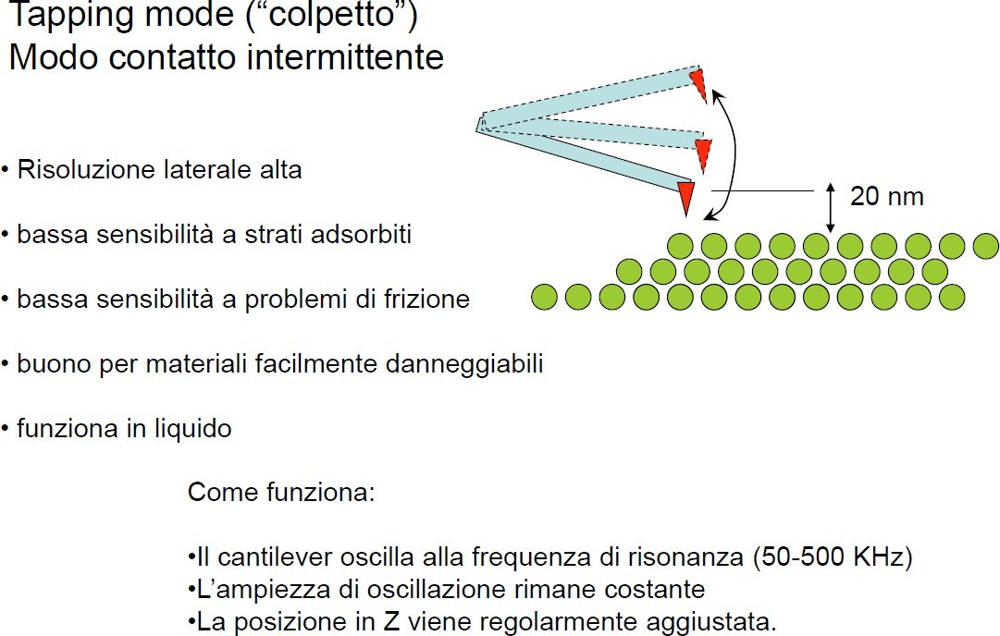 Tapping mode (“colpetto”)
Modo contatto intermittente
• Risoluzione laterale alta
20 nm
• bassa sensibilità a strati adsorbiti
• bassa sensibilità a problemi di frizione
• buono per materiali facilmente danneggiabili
• funziona in liquido
Come funziona:
•Il cantilever oscilla alla frequenza di risonanza (50-500 KHz)
•L’ampiezza di oscillazione rimane costante
•La posizione in Z viene regolarmente aggiustata.